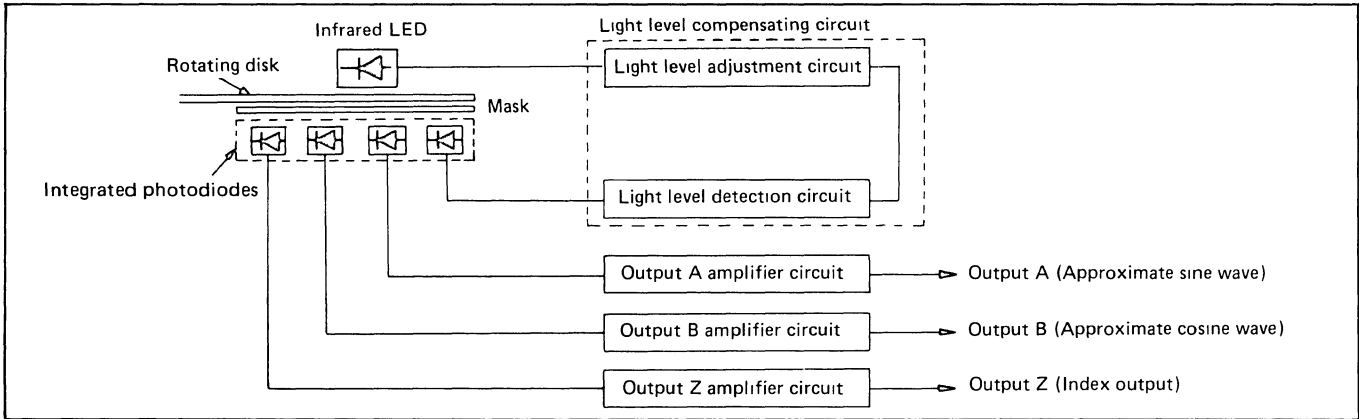 Infrared LED
Light level compensating circuit
Rotating disk
Light level adjustment circuit
Mask
Integrated photodiodes
Light level detection circuit
Output A amplifier circuit
Output A (Approximate sine wave)
Output B amplifier circuit
Output B (Approximate cosine wave)
Output Z amplifier circuit
Output Z (Index output)